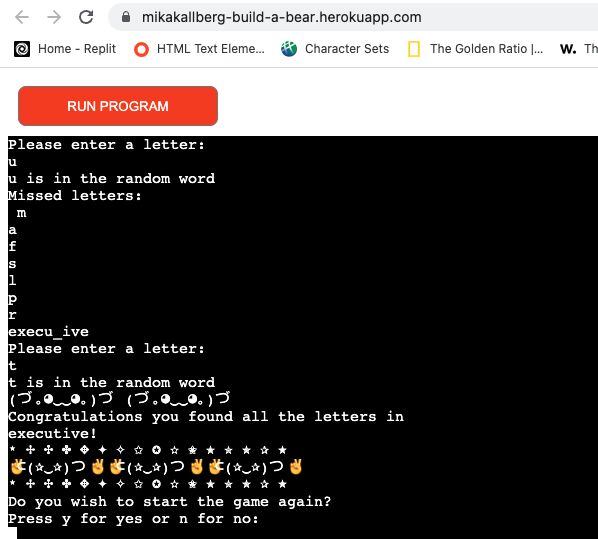 mikakallberg-build-a-bear.herokuapp.com
Home - Replit
HTML Text Eleme...
Character Sets
The Golden Ratio |...
W. Th
RUN PROGRAM
Please enter a letter:
u
u is in the random word
Missed letters:
m
a
f
s
l
p
r
execu_ive
Please enter a letter:
t
t is in the random word
(づ｡◕‿‿◕｡)づ (づ｡◕‿‿◕｡)づ
Congratulations you found all the letters in
executive!
* ✢ ✣ ✤ ✥ ✦ ✧ ✩ ✪ ✫ ✬ ✭ ✮ ✯ ✰ ★
✌⊂(✰‿✰)つ ✌✌⊂(✰‿✰)つ ✌✌⊂(✰‿✰)つ ✌
* ✢ ✣ ✤ ✥ ✦ ✧ ✩ ✪ ✫ ✬ ✭ ✮ ✯ ✰ ★
Do you wish to start the game again?
Press y for yes or n for no: